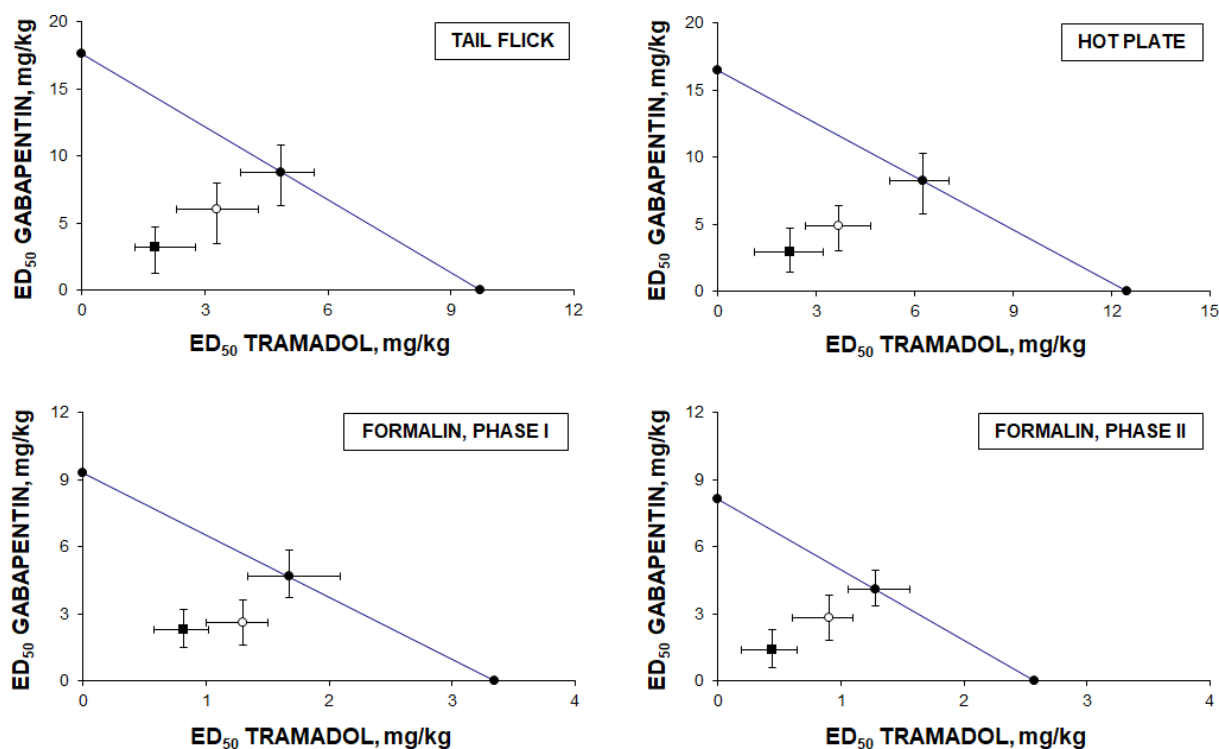 TAIL FLICK
ED50 GABAPENTIN, mg/kg
20
15
10
5
0
0 3 6 9 12
ED50 TRAMADOL, mg/kg
HOT PLATE
ED50 GABAPENTIN, mg/kg
20
15
10
5
0
0 3 6 9 12 15
ED50 TRAMADOL, mg/kg
FORMALIN, PHASE I
ED50 GABAPENTIN, mg/kg
12
9
6
3
0
0 1 2 3 4
ED50 TRAMADOL, mg/kg
FORMALIN, PHASE II
ED50 GABAPENTIN, mg/kg
12
9
6
3
0
0 1 2 3 4
ED50 TRAMADOL, mg/kg